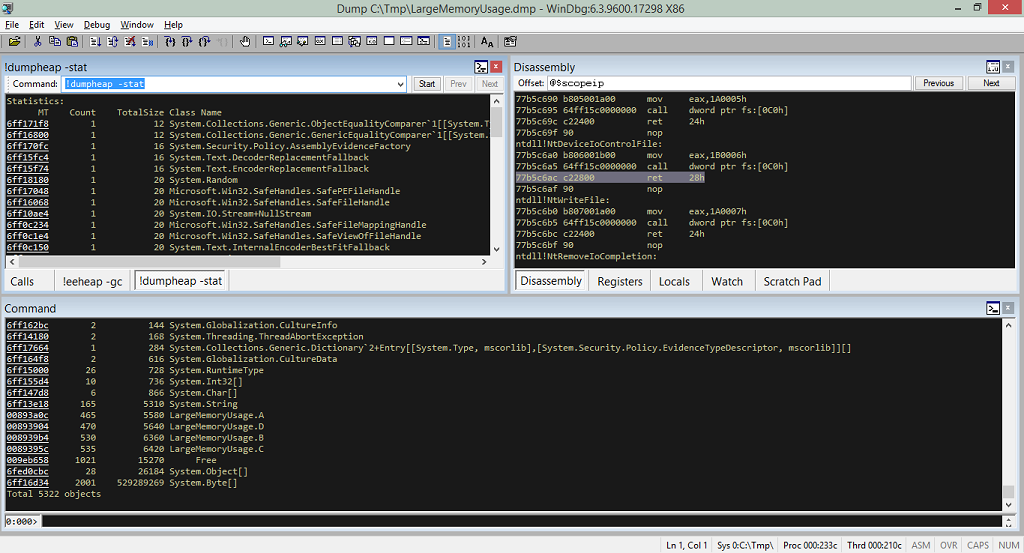 Dump C:\Tmp\LargeMemoryUsage.dmp - WinDbg:6.3.9600.17298 X86
File Edit View Debug Window Help
!dumpheap -stat
Command: !dumpheap -stat Start Prev Next
Statistics:
MT Count TotalSize Class Name
6ff171f8 1 12 System.Collections.Generic.ObjectEqualityComparer`1[[System.T
6ff16800 1 12 System.Collections.Generic.GenericEqualityComparer`1[[System.
6ff170fc 1 16 System.Security.Policy.AssemblyEvidenceFactory
6ff15fc4 1 16 System.Text.DecoderReplacementFallback
6ff15f74 1 16 System.Text.EncoderReplacementFallback
6ff18180 1 20 System.Random
6ff17048 1 20 Microsoft.Win32.SafeHandles.SafePEFileHandle
6ff16068 1 20 Microsoft.Win32.SafeHandles.SafeFileHandle
6ff10ae4 1 20 System.IO.Stream+NullStream
6ff0c234 1 20 Microsoft.Win32.SafeHandles.SafeFileMappingHandle
6ff0c1e4 1 20 Microsoft.Win32.SafeHandles.SafeViewOfFileHandle
6ff0c150 1 20 System.Text.InternalEncoderBestFitFallback
Calls !eeheap -gc !dumpheap -stat
Disassembly
Offset: @$scopeip Previous Next
77b5c690 b805001a00 mov eax,1A0005h
77b5c695 64ff15c0000000 call dword ptr fs:[0C0h]
77b5c69c c22400 ret 24h
77b5c69f 90 nop
ntdll!NtDeviceIoControlFile:
77b5c6a0 b806001b00 mov eax,1B0006h
77b5c6a5 64ff15c0000000 call dword ptr fs:[0C0h]
77b5c6ac c22800 ret 28h
77b5c6af 90 nop
ntdll!NtWriteFile:
77b5c6b0 b807001a00 mov eax,1A0007h
77b5c6b5 64ff15c0000000 call dword ptr fs:[0C0h]
77b5c6bc c22400 ret 24h
77b5c6bf 90 nop
ntdll!NtRemoveIoCompletion:
Disassembly Registers Locals Watch Scratch Pad
Command
6ff162bc 2 144 System.Globalization.CultureInfo
6ff14180 2 168 System.Threading.ThreadAbortException
6ff17664 1 284 System.Collections.Generic.Dictionary`2+Entry[[System.Type, mscorlib],[System.Security.Policy.EvidenceTypeDescriptor, mscorlib]][]
6ff164f8 2 616 System.Globalization.CultureData
6ff15000 26 728 System.RuntimeType
6ff155d4 10 736 System.Int32[]
6ff147d8 6 866 System.Char[]
6ff13e18 165 5310 System.String
00893a0c 465 5580 LargeMemoryUsage.A
00893904 470 5640 LargeMemoryUsage.D
008939b4 530 6360 LargeMemoryUsage.B
0089395c 535 6420 LargeMemoryUsage.C
009eb658 1021 15270 Free
6fed0cbc 28 26184 System.Object[]
6ff16d34 2001 529289269 System.Byte[]
Total 5322 objects
0:000>
Ln 1, Col 1 Sys 0:C:\Tmp\ Proc 000:233c Thrd 000:210c ASM OVR CAPS NUM